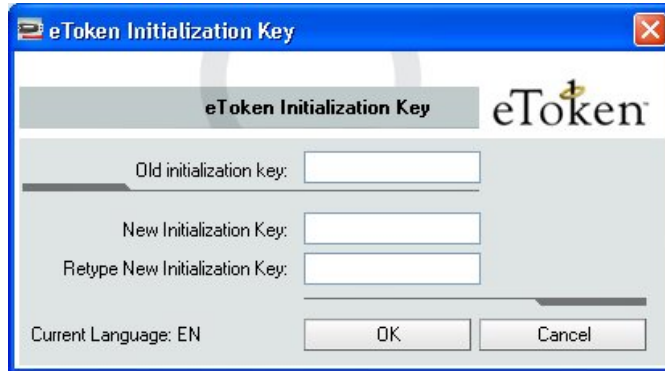 eToken Initialization Key
eToken Initialization Key
eToken
Old initialization key:
New Initialization Key:
Retype New Initialization Key:
Current Language: EN
OK
Cancel